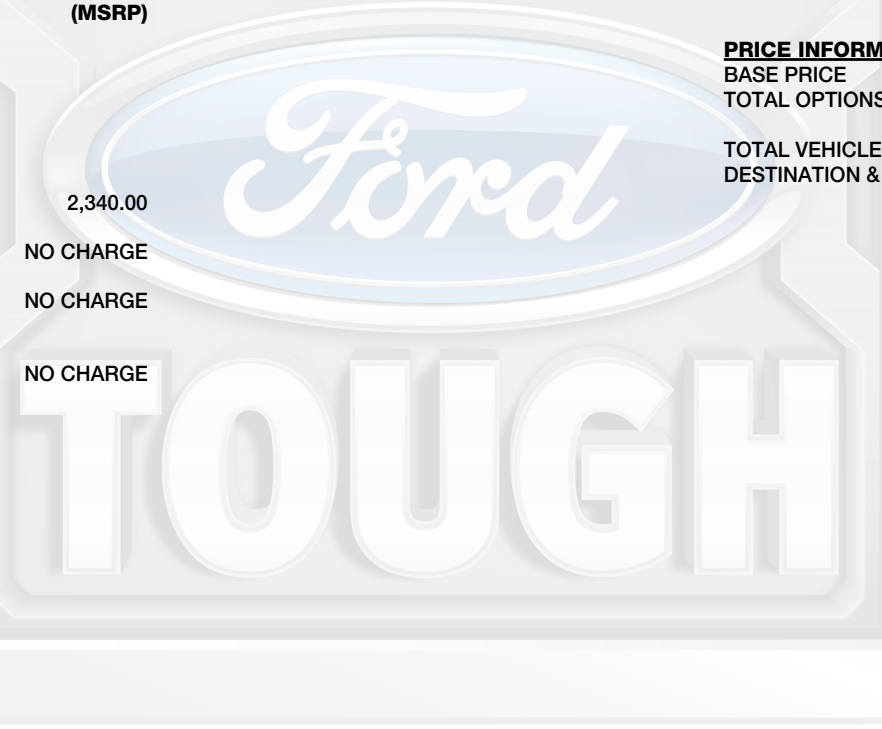 (MSRP)
2,340.00
NO CHARGE
NO CHARGE
NO CHARGE
PRICE INFORM
BASE PRICE
TOTAL OPTIONS
TOTAL VEHICLE
DESTINATION &
Ford
TOUGH